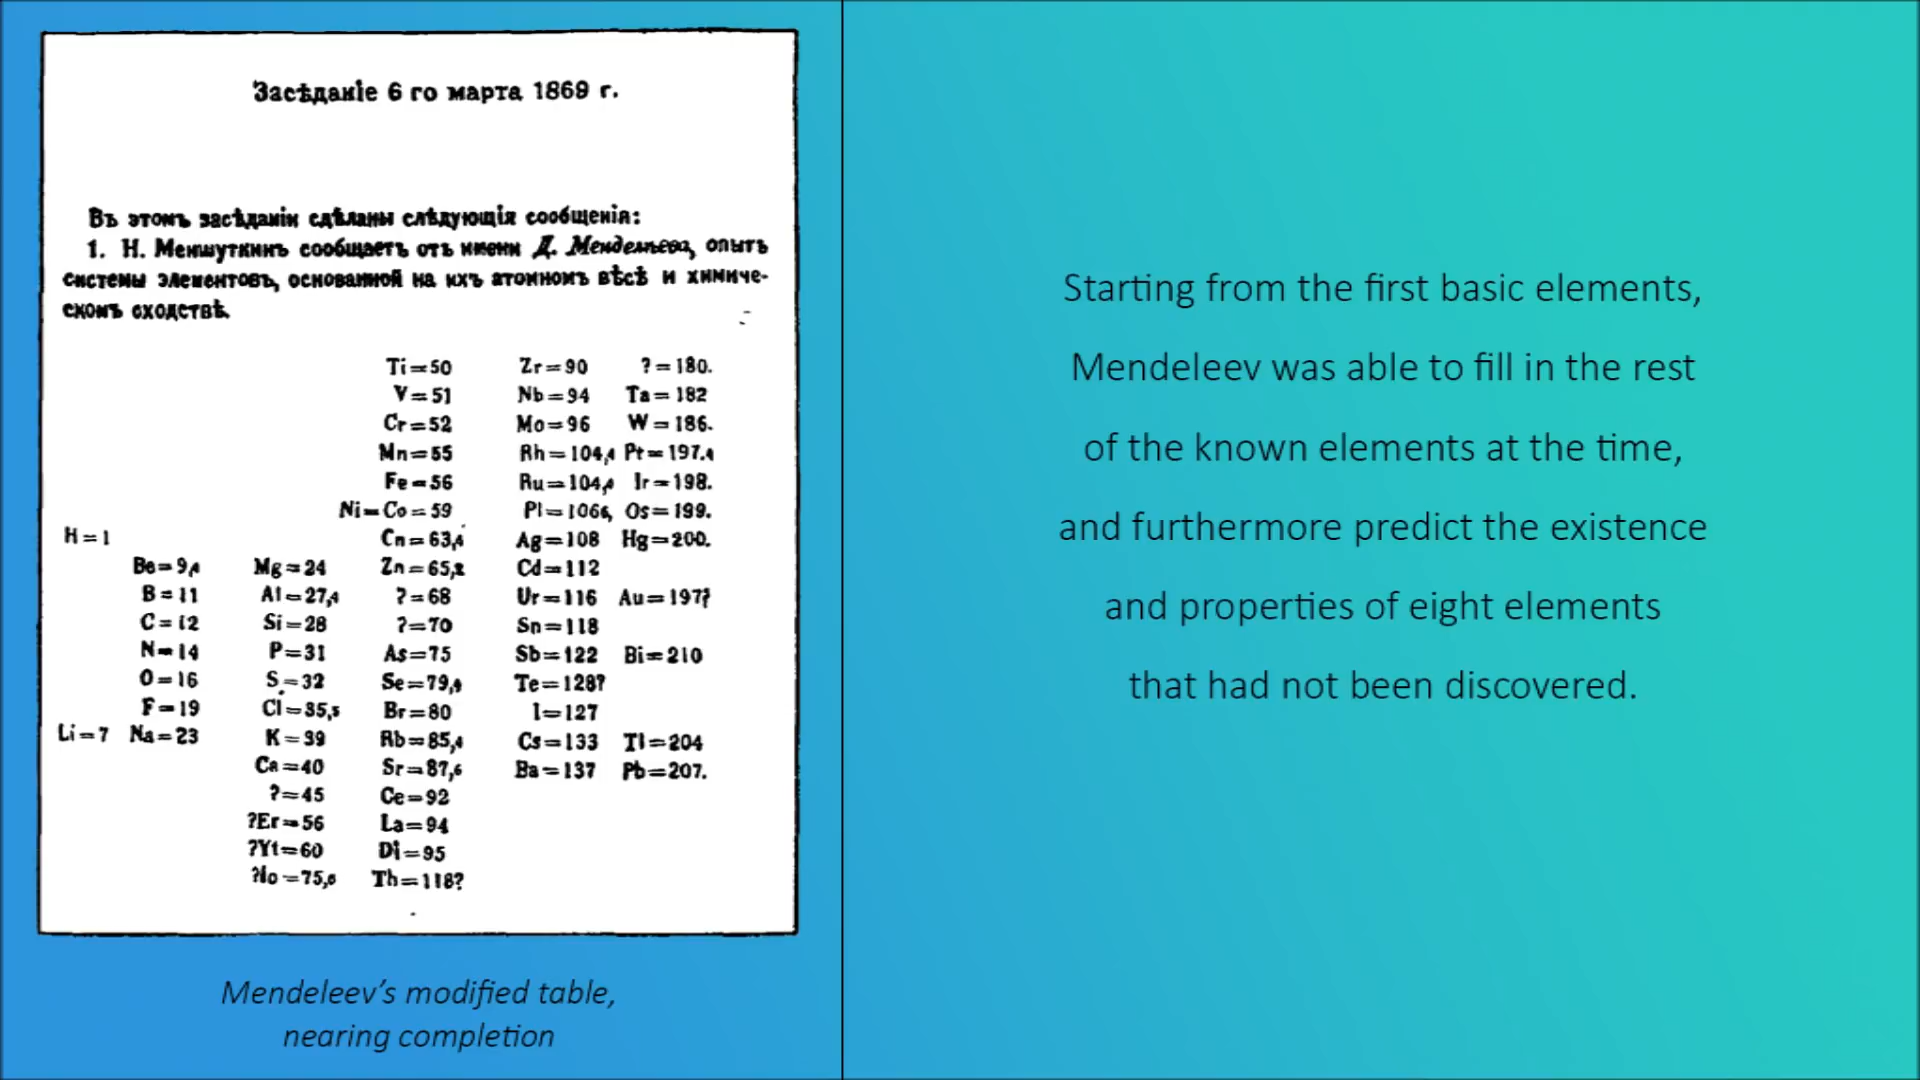 Засѣданіе 6 го марта 1869 г.
Въ этомъ засѣданіи сдѣланы слѣдующія сообщенія:
1. Н. Меншуткинъ сообщаетъ отъ имени Д. Менделѣева, опытъ
системы элементовъ, основанной на ихъ атомномъ вѣсѣ и химиче-
скомъ сходствѣ.
Ti=50 Zr=90 ?=180.
V=51 Nb=94 Ta=182
Cr=52 Mo=96 W=186.
Mn=55 Rh=104,4 Pt=197.4
Fe=56 Ru=104,4 Ir=198.
Ni=Co=59 Pl=1066, Os=199.
H=1 Cn=63,4 Ag=108 Hg=200.
Be=9,4 Mg=24 Zn=65,2 Cd=112
B=11 Al=27,4 ?=68 Ur=116 Au=197?
C=12 Si=28 ?=70 Sn=118
N=14 P=31 As=75 Sb=122 Bi=210
O=16 S=32 Se=79,4 Te=128?
F=19 Cl=35,5 Br=80 I=127
Li=7 Na=23 K=39 Rb=85,4 Cs=133 Tl=204
Ca=40 Sr=87,6 Ba=137 Pb=207.
?=45 Ce=92
?Er=56 La=94
?Yt=60 Di=95
?Io=75,6 Th=118?
Mendeleev's modified table,
nearing completion
Starting from the first basic elements,
Mendeleev was able to fill in the rest
of the known elements at the time,
and furthermore predict the existence
and properties of eight elements
that had not been discovered.